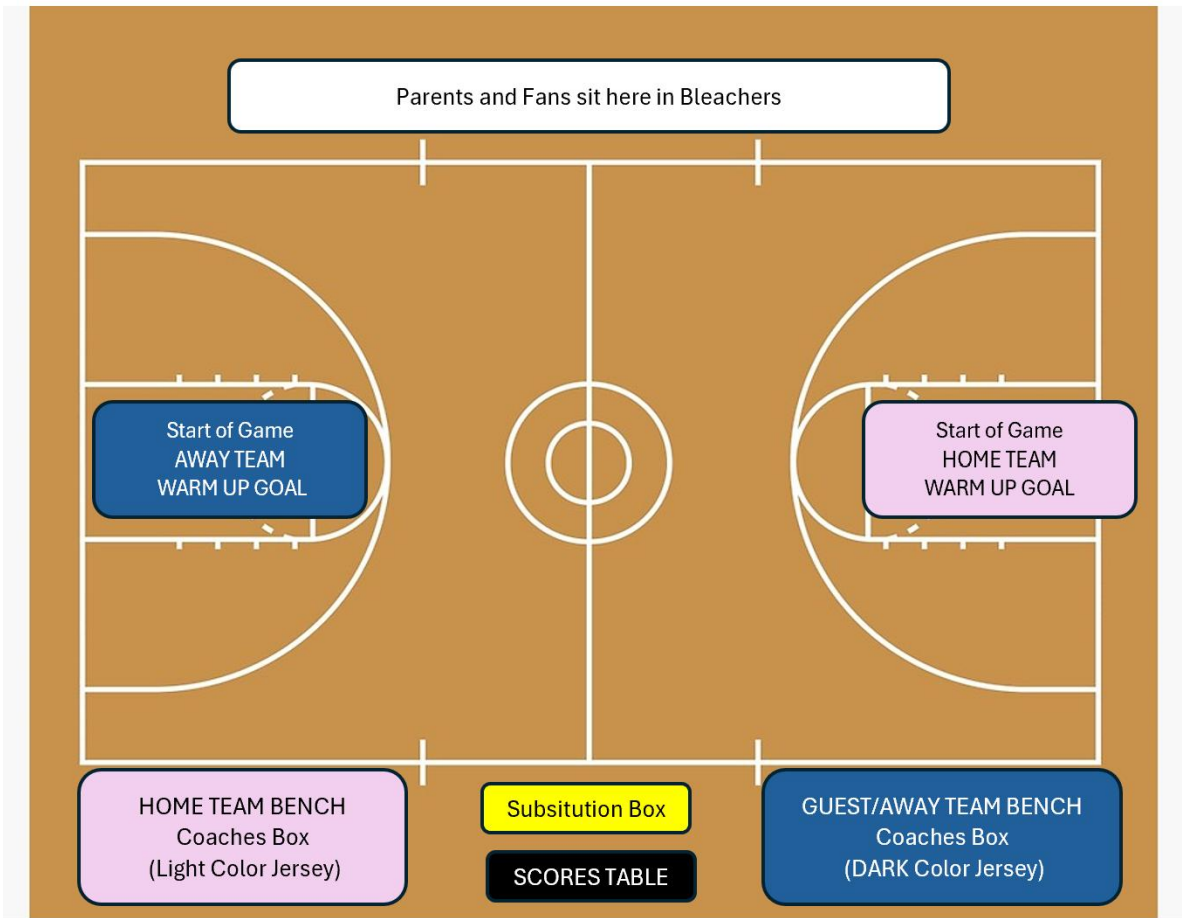 Parents and Fans sit here in Bleachers
Start of Game
AWAY TEAM
WARM UP GOAL
Start of Game
HOME TEAM
WARM UP GOAL
HOME TEAM BENCH
Coaches Box
(Light Color Jersey)
Subsitution Box
SCORES TABLE
GUEST/AWAY TEAM BENCH
Coaches Box
(DARK Color Jersey)